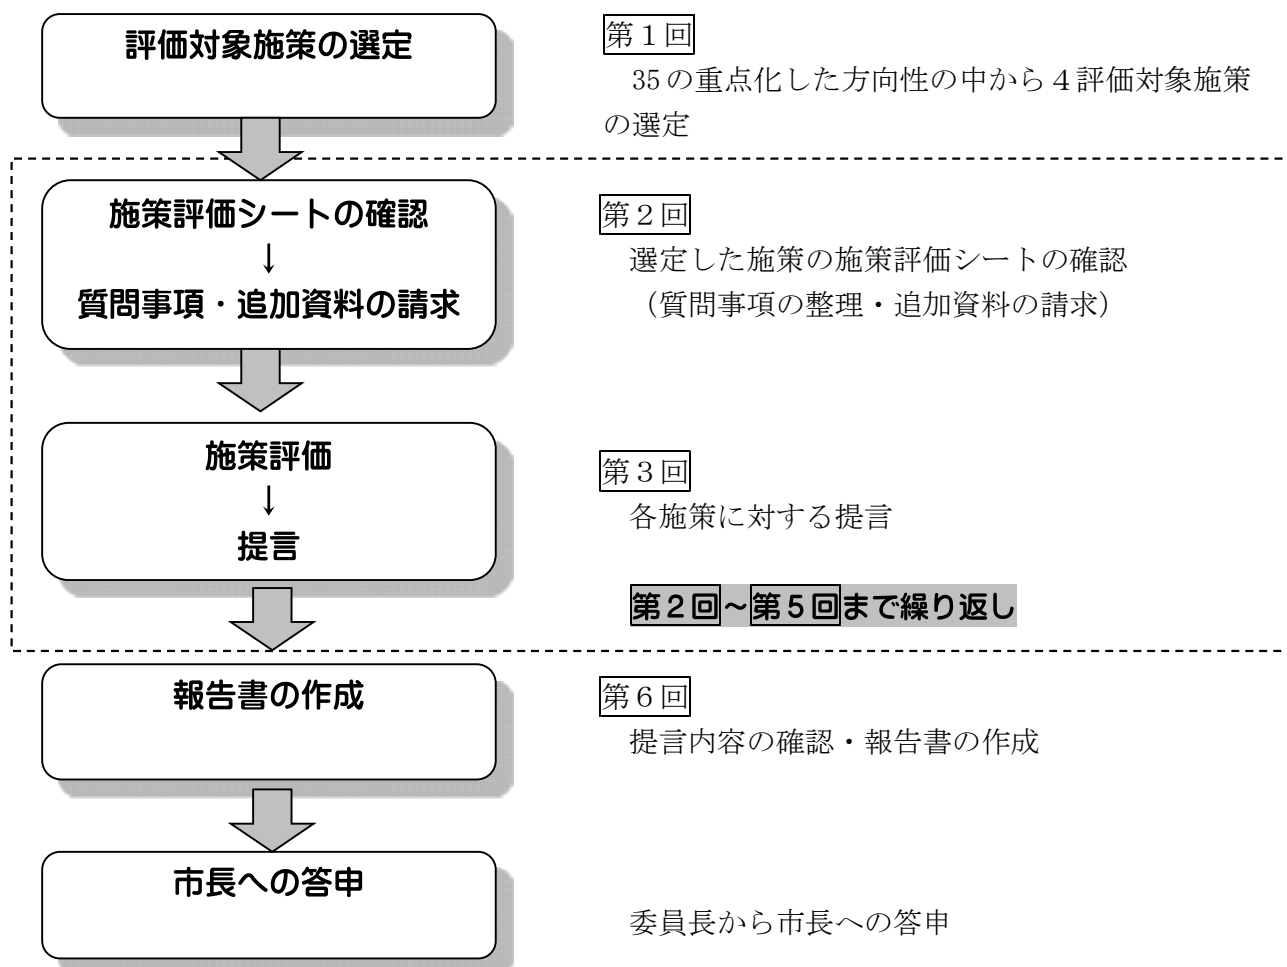 評価対象施策の選定
第１回
35の重点化した方向性の中から４評価対象施策
の選定
施策評価シートの確認
↓
質問事項・追加資料の請求
第２回
選定した施策の施策評価シートの確認
（質問事項の整理・追加資料の請求）
施策評価
↓
提言
第３回
各施策に対する提言
第２回～第５回まで繰り返し
報告書の作成
第６回
提言内容の確認・報告書の作成
市長への答申
委員長から市長への答申